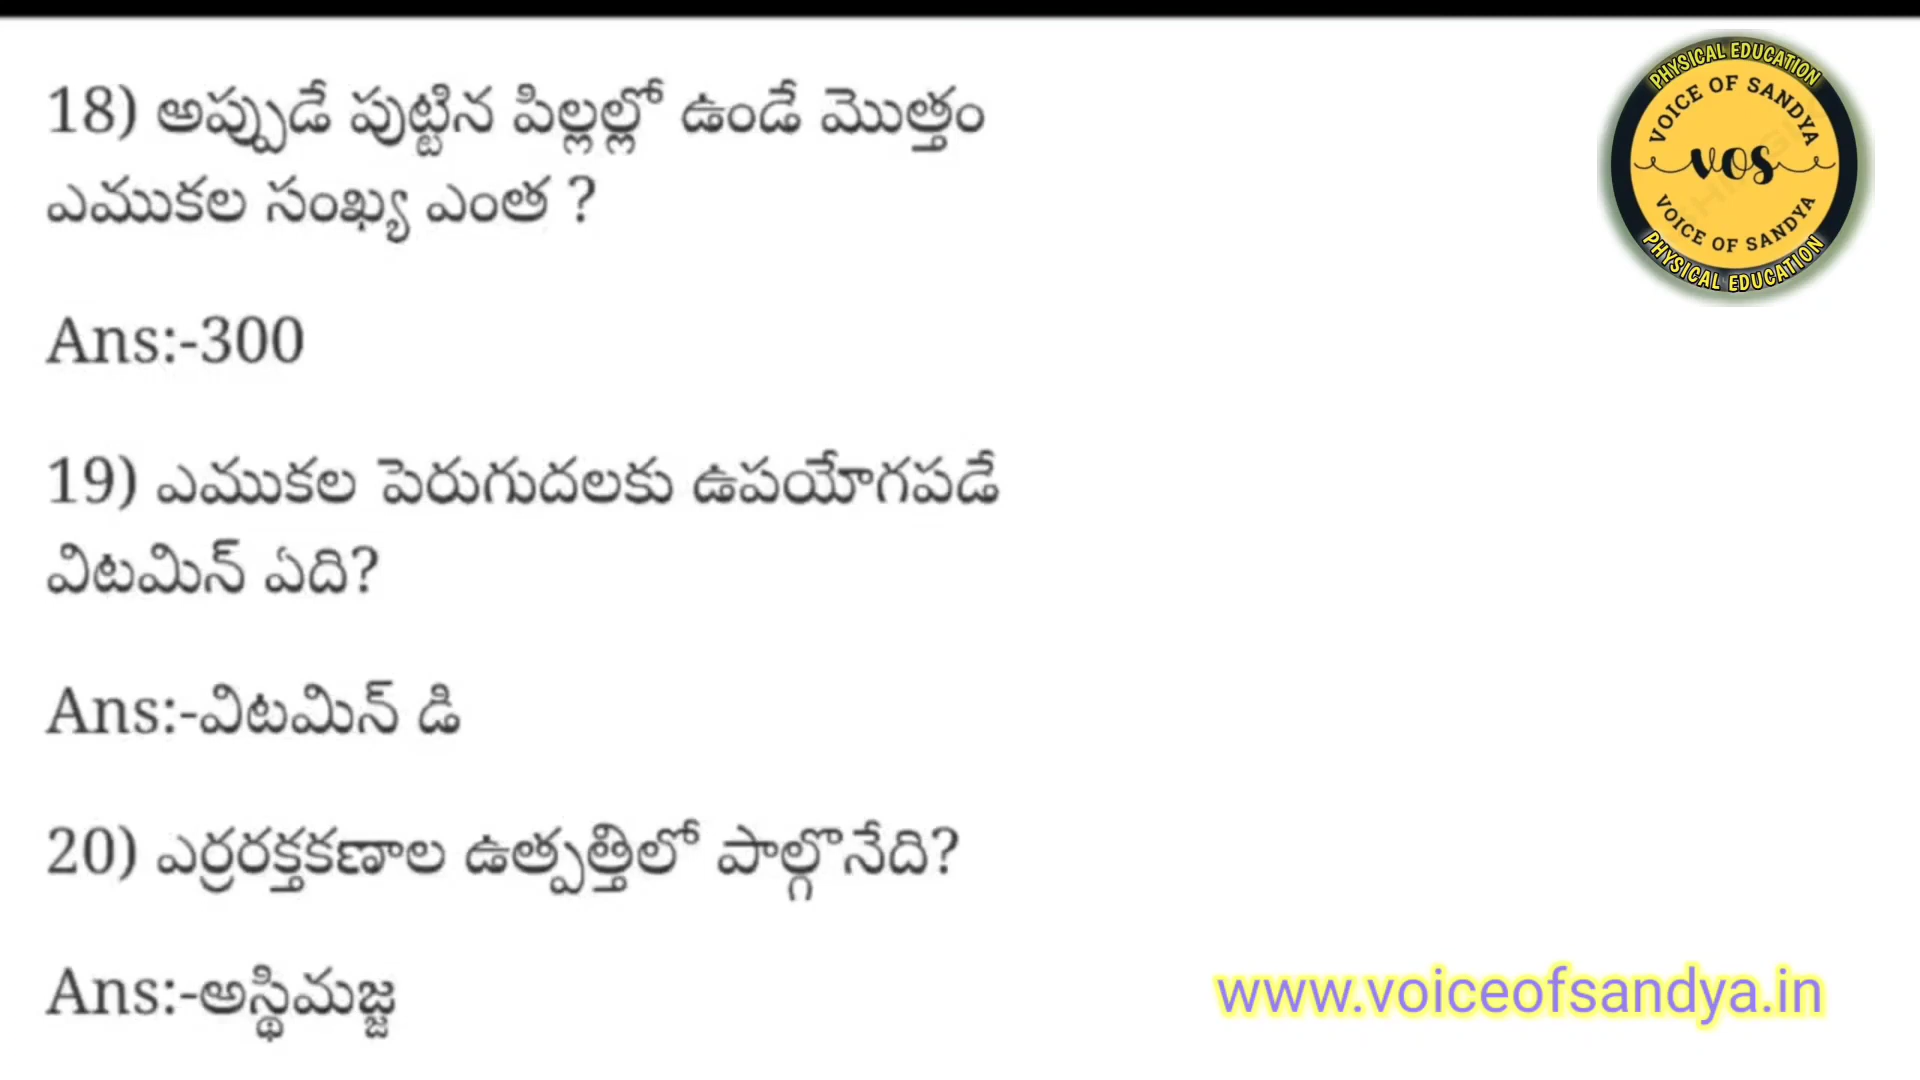 18) అప్పుడే పుట్టిన పిల్లల్లో ఉండే మొత్తం
ఎముకల సంఖ్య ఎంత ?
Ans:-300
19) ఎముకల పెరుగుదలకు ఉపయోగపడే
విటమిన్ ఏది?
Ans:-విటమిన్ డి
20) ఎర్రరక్తకణాల ఉత్పత్తిలో పాల్గొనేది?
Ans:-అస్థిమజ్జ
PHYSICAL EDUCATION
VOICE OF SANDYA
VOS
VOICE OF SANDYA
PHYSICAL EDUCATION
www.voiceofsandya.in